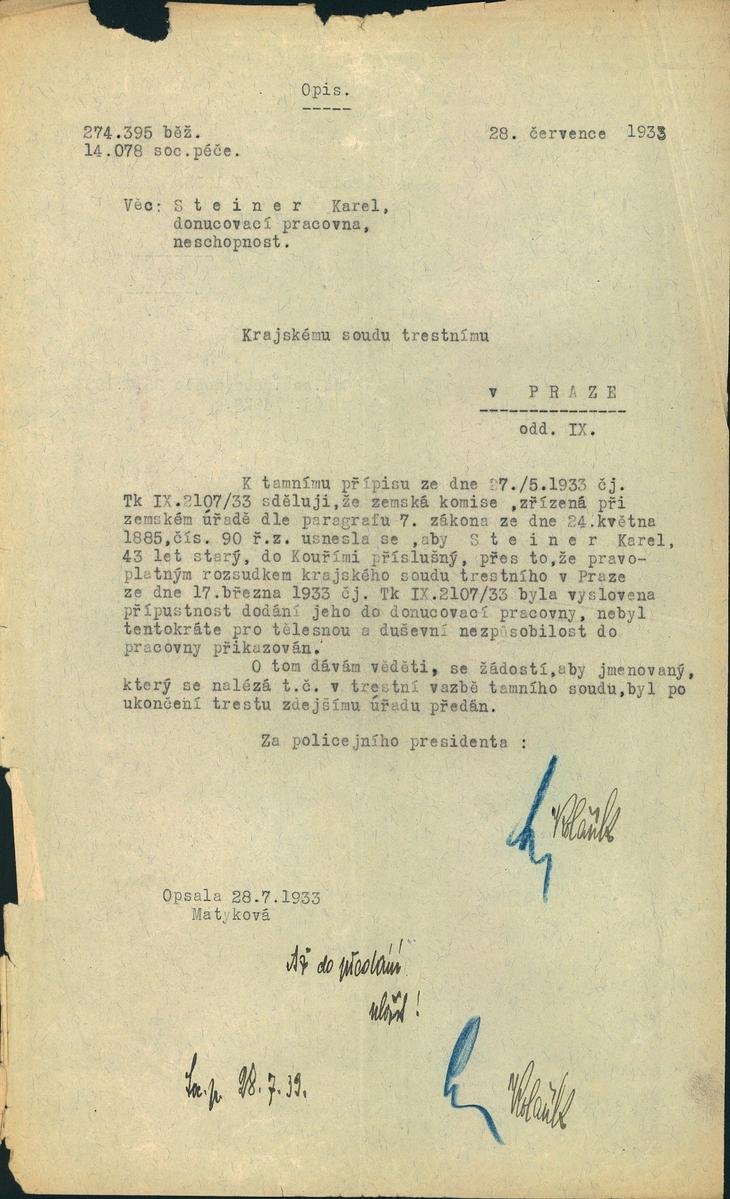 Opis.
274.395 běž.
28. července 1933
14.078 soc.péče.
Věc: S t e i n e r Karel,
donucovací pracovna,
neschopnost.
Krajskému soudu trestnímu
v P R A Z E
odd. IX.
K tamnímu přípisu ze dne 27./5.1933 čj.
Tk IX.2107/33 sděluji,že zemská komise ,zřízená při
zemském úřadě dle paragrafu 7. zákona ze dne 24.května
1885,čís. 90 ř.z. usnesla se ,aby S t e i n e r Karel,
43 let starý, do Kouřimi příslušný, přes to,že pravo-
platným rozsudkem krajského soudu trestního v Praze
ze dne 17.března 1933 čj. Tk IX.2107/33 byla vyslovena
přípustnost dodání jeho do donucovací pracovny, nebyl
tentokráte pro tělesnou a duševní nezpůsobilost do
pracovny přikazován.
O tom dávám věděti, se žádostí,aby jmenovaný,
který se nalézá t.č. v trestní vazbě tamního soudu,byl po
ukončení trestu zdejšímu úřadu předán.
Za policejního presidenta :
Opsala 28.7.1933
Matyková
Až do předání
uložit!
28.7.33.